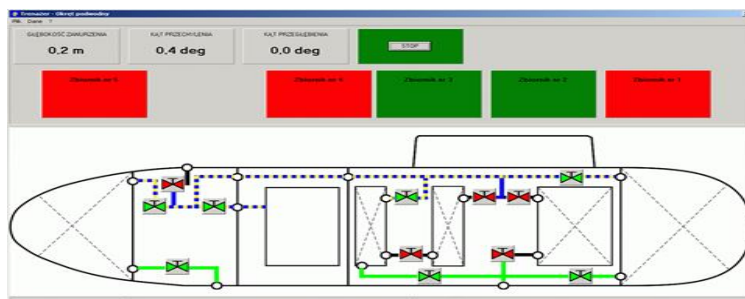 Trenażer - Okręt podwodny
Plik Dane ?
GŁĘBOKOŚĆ ZANURZENIA
0,2 m
KĄT PRZECHYLENIA
0,4 deg
KĄT PRZEGŁĘBIENIA
0,0 deg
STOP
Zbiornik nr 5
Zbiornik nr 4
Zbiornik nr 3
Zbiornik nr 2
Zbiornik nr 1